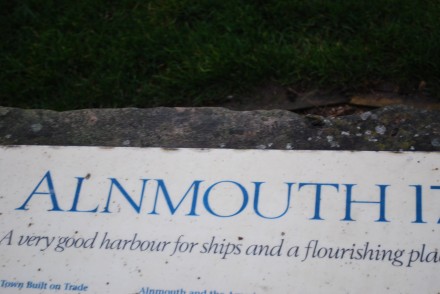 ALNMOUTH 17
A very good harbour for ships and a flourishing pla
Town Built on Trade
Alnmouth and the